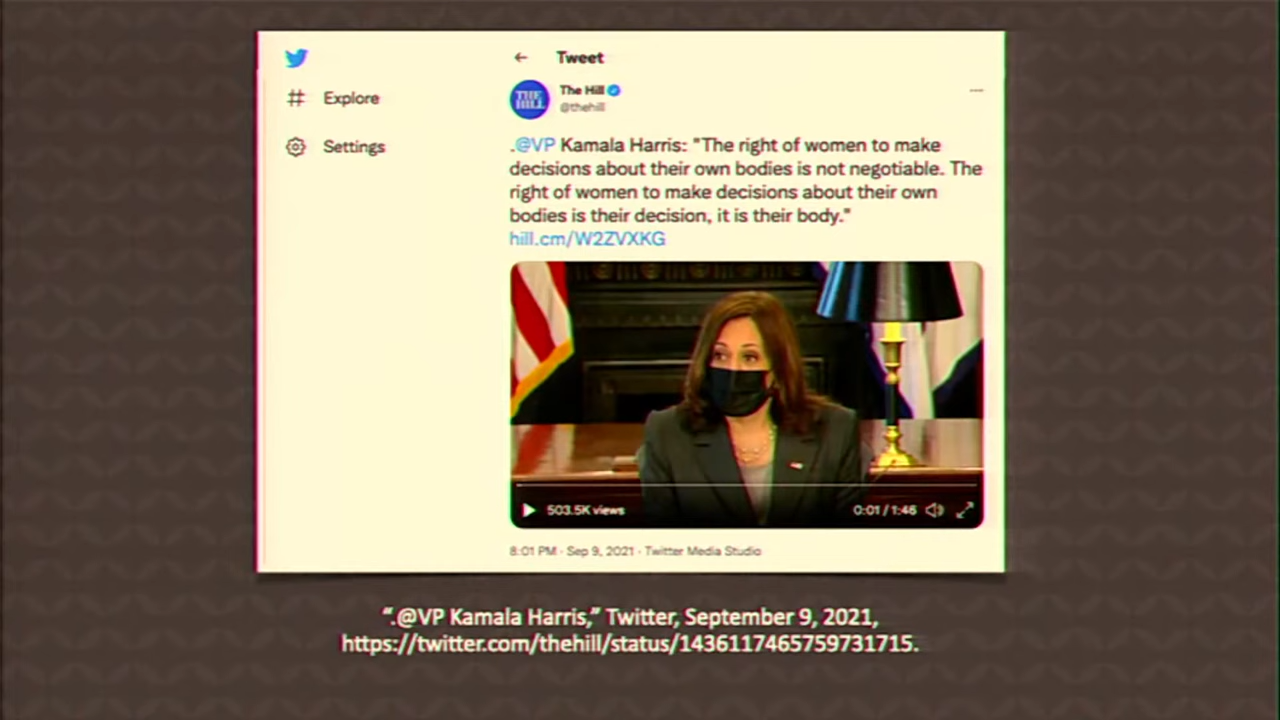 Tweet
Explore
Settings
THE HILL
The Hill
@thehill
.@VP Kamala Harris: "The right of women to make
decisions about their own bodies is not negotiable. The
right of women to make decisions about their own
bodies is their decision, it is their body."
hill.cm/W2ZVXKG
503.5K views
0:01 / 1:46
8:01 PM · Sep 9, 2021 · Twitter Media Studio
“.@VP Kamala Harris,” Twitter, September 9, 2021,
https://twitter.com/thehill/status/1436117465759731715.